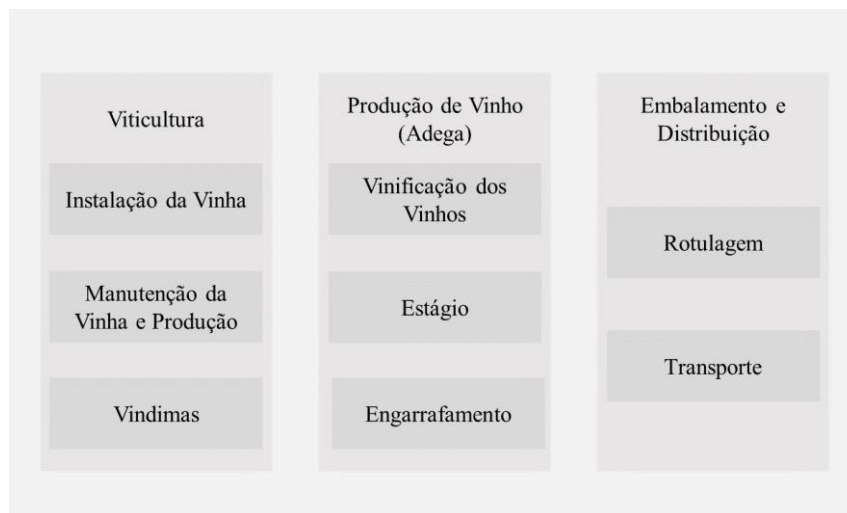 Viticultura
Instalação da Vinha
Manutenção da
Vinha e Produção
Vindimas
Produção de Vinho
(Adega)
Vinificação dos
Vinhos
Estágio
Engarrafamento
Embalamento e
Distribuição
Rotulagem
Transporte